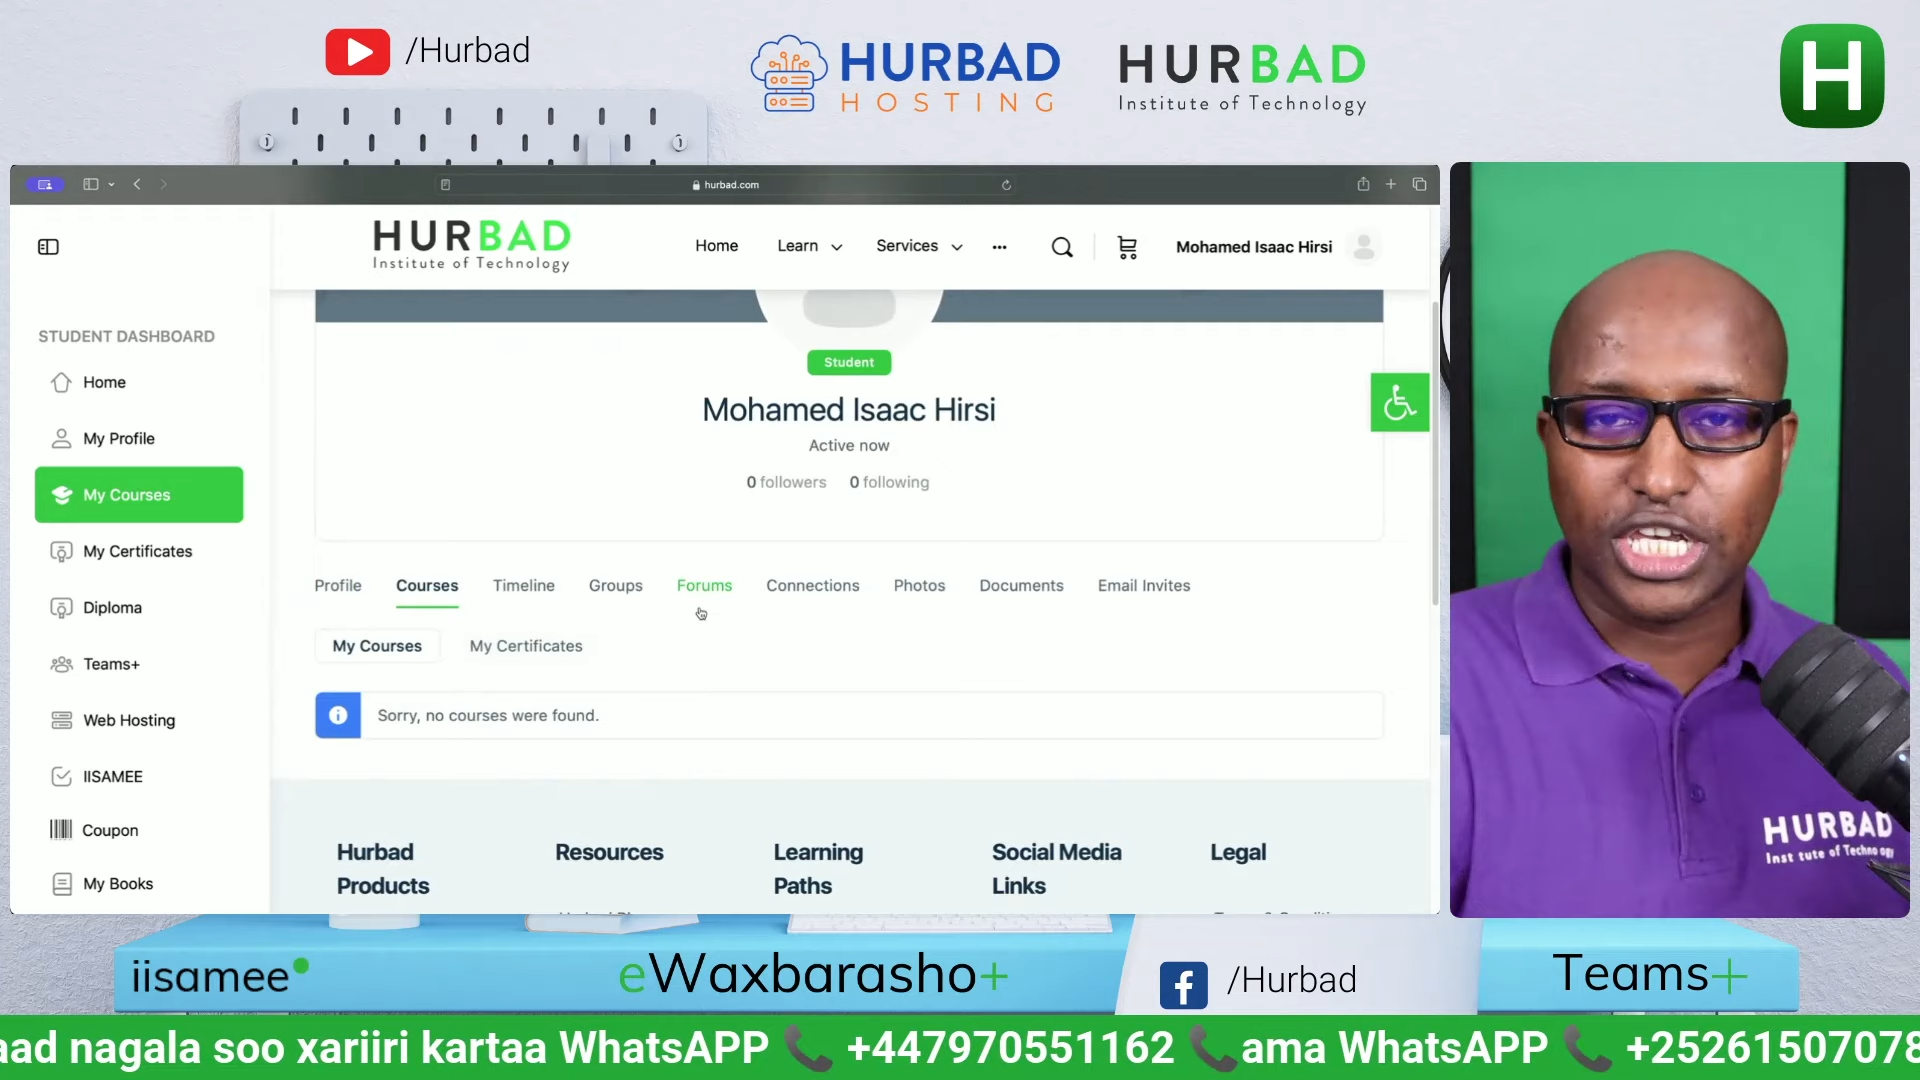 /Hurbad
HURBAD
HOSTING
HURBAD
Institute of Technology
H
hurbad.com
HURBAD
Institute of Technology
Home
Learn
Services
Mohamed Isaac Hirsi
STUDENT DASHBOARD
Home
My Profile
My Courses
My Certificates
Diploma
Teams+
Web Hosting
IISAMEE
Coupon
My Books
Student
Mohamed Isaac Hirsi
Active now
0 followers 0 following
Profile Courses Timeline Groups Forums Connections Photos Documents Email Invites
My Courses My Certificates
Sorry, no courses were found.
Hurbad
Products
Resources
Learning
Paths
Social Media
Links
Legal
HURBAD
Institute of Technology
iisamee
eWaxbarasho+
/Hurbad
Teams+
nagala soo xariiri kartaa WhatsAPP +447970551162 ama WhatsAPP +25261507078